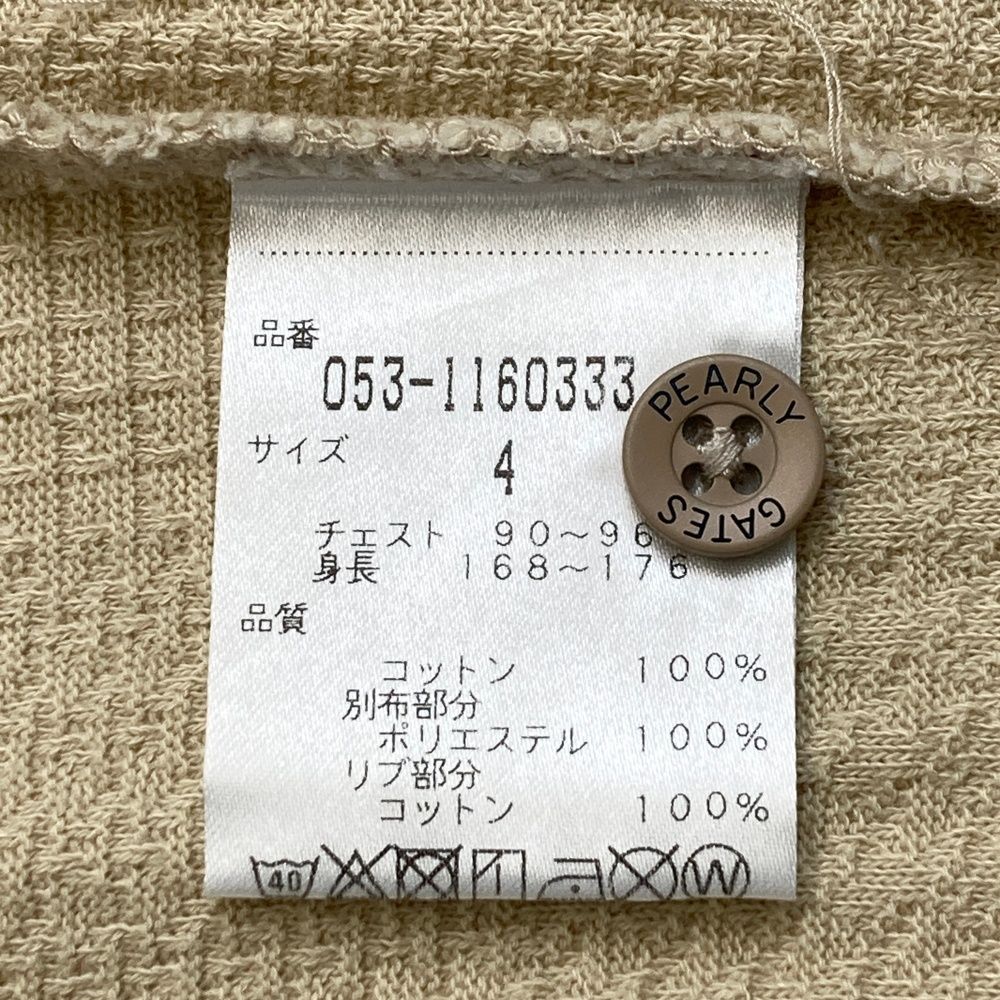 品番
053-1160333
サイズ
4
チェスト 90～96
身長 168～176
品質
コットン 100%
別布部分
ポリエステル 100%
リブ部分
コットン 100%
40
W
PEARLY
GATES